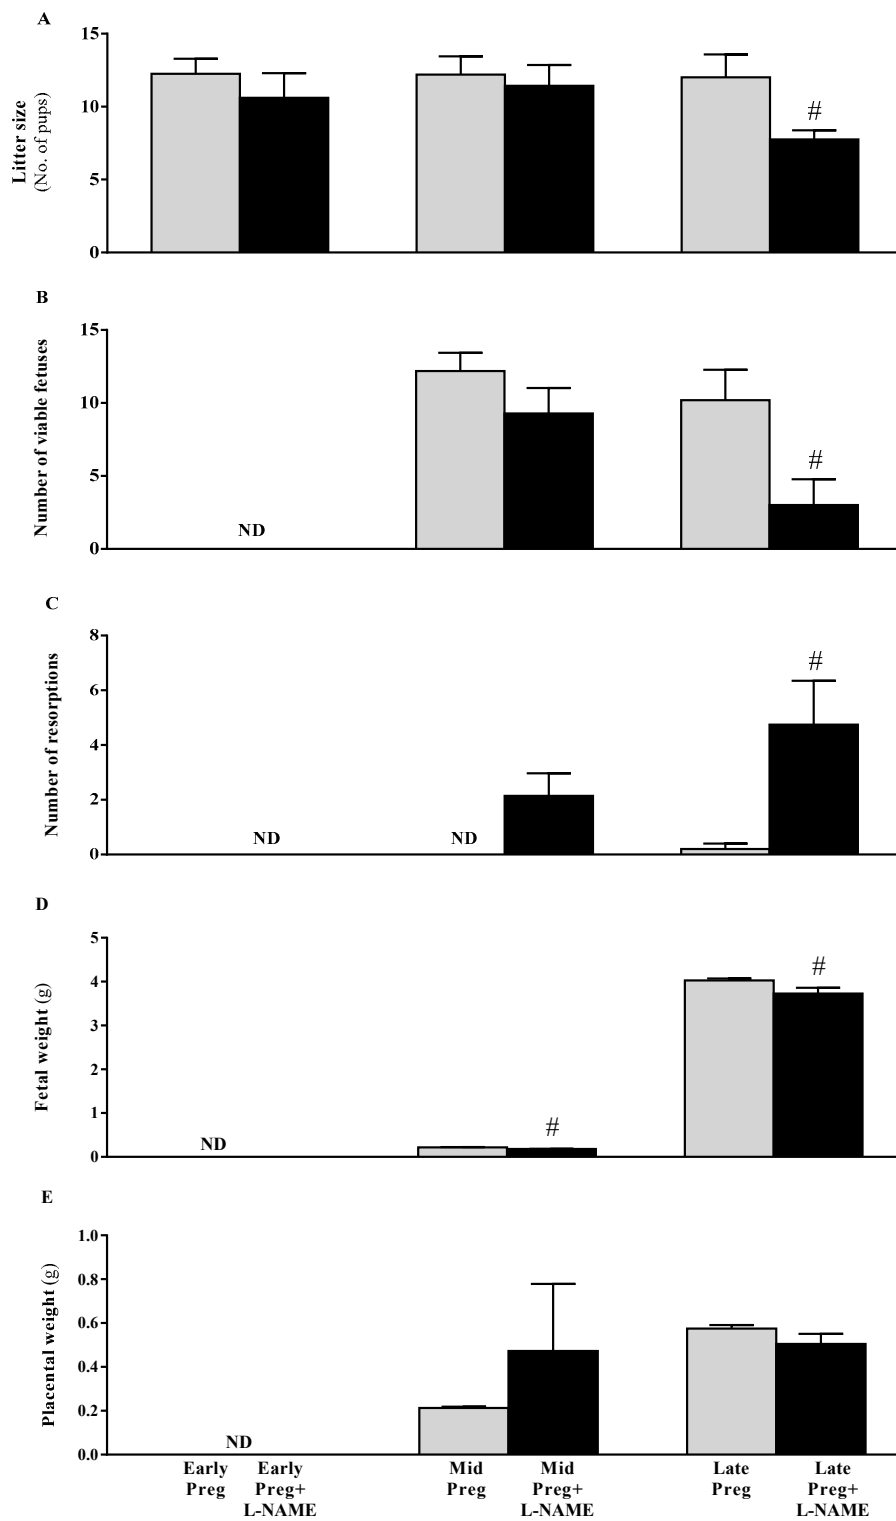 A
Litter size
(No. of pups)
15
10
5
0
#
B
Number of viable fetuses
15
10
5
0
ND
#
C
Number of resorptions
8
6
4
2
0
ND
ND
#
D
Fetal weight (g)
5
4
3
2
1
0
ND
#
#
E
Placental weight (g)
1.0
0.8
0.6
0.4
0.2
0.0
ND
Early
Preg
Early
Preg+
L-NAME
Mid
Preg
Mid
Preg+
L-NAME
Late
Preg
Late
Preg+
L-NAME